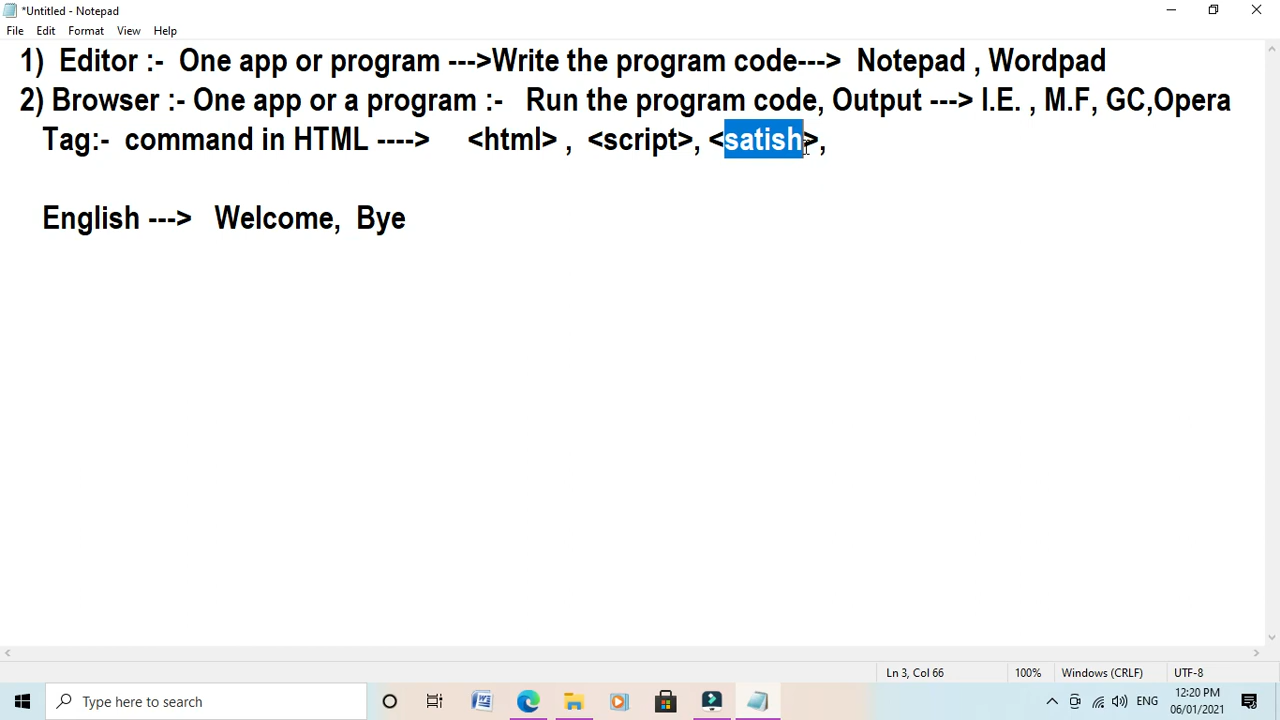 *Untitled - Notepad
File Edit Format View Help
1) Editor :- One app or program --->Write the program code---> Notepad , Wordpad
2) Browser :- One app or a program :- Run the program code, Output ---> I.E. , M.F, GC,Opera
Tag:- command in HTML ----> <html> , <script>, <satish>,
English ---> Welcome, Bye
Ln 3, Col 66 100% Windows (CRLF) UTF-8
Type here to search
ENG
12:20 PM
06/01/2021